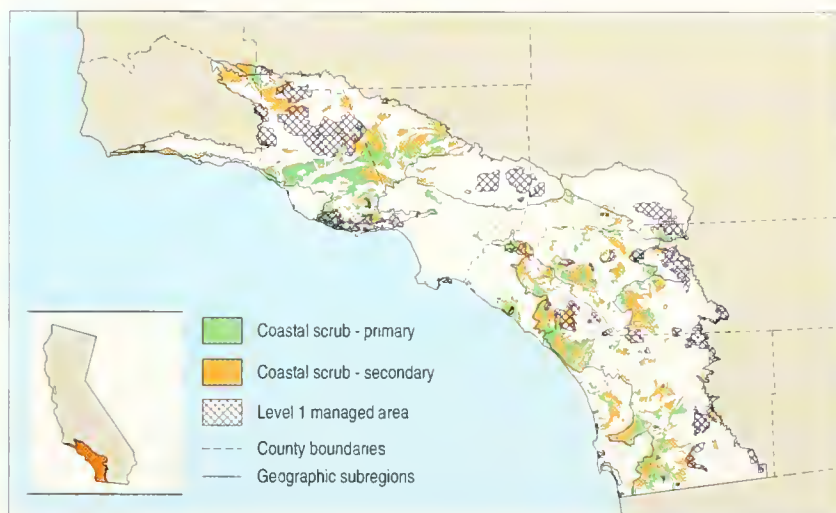 Coastal scrub - primary
Coastal scrub - secondary
Level 1 managed area
County boundaries
Geographic subregions